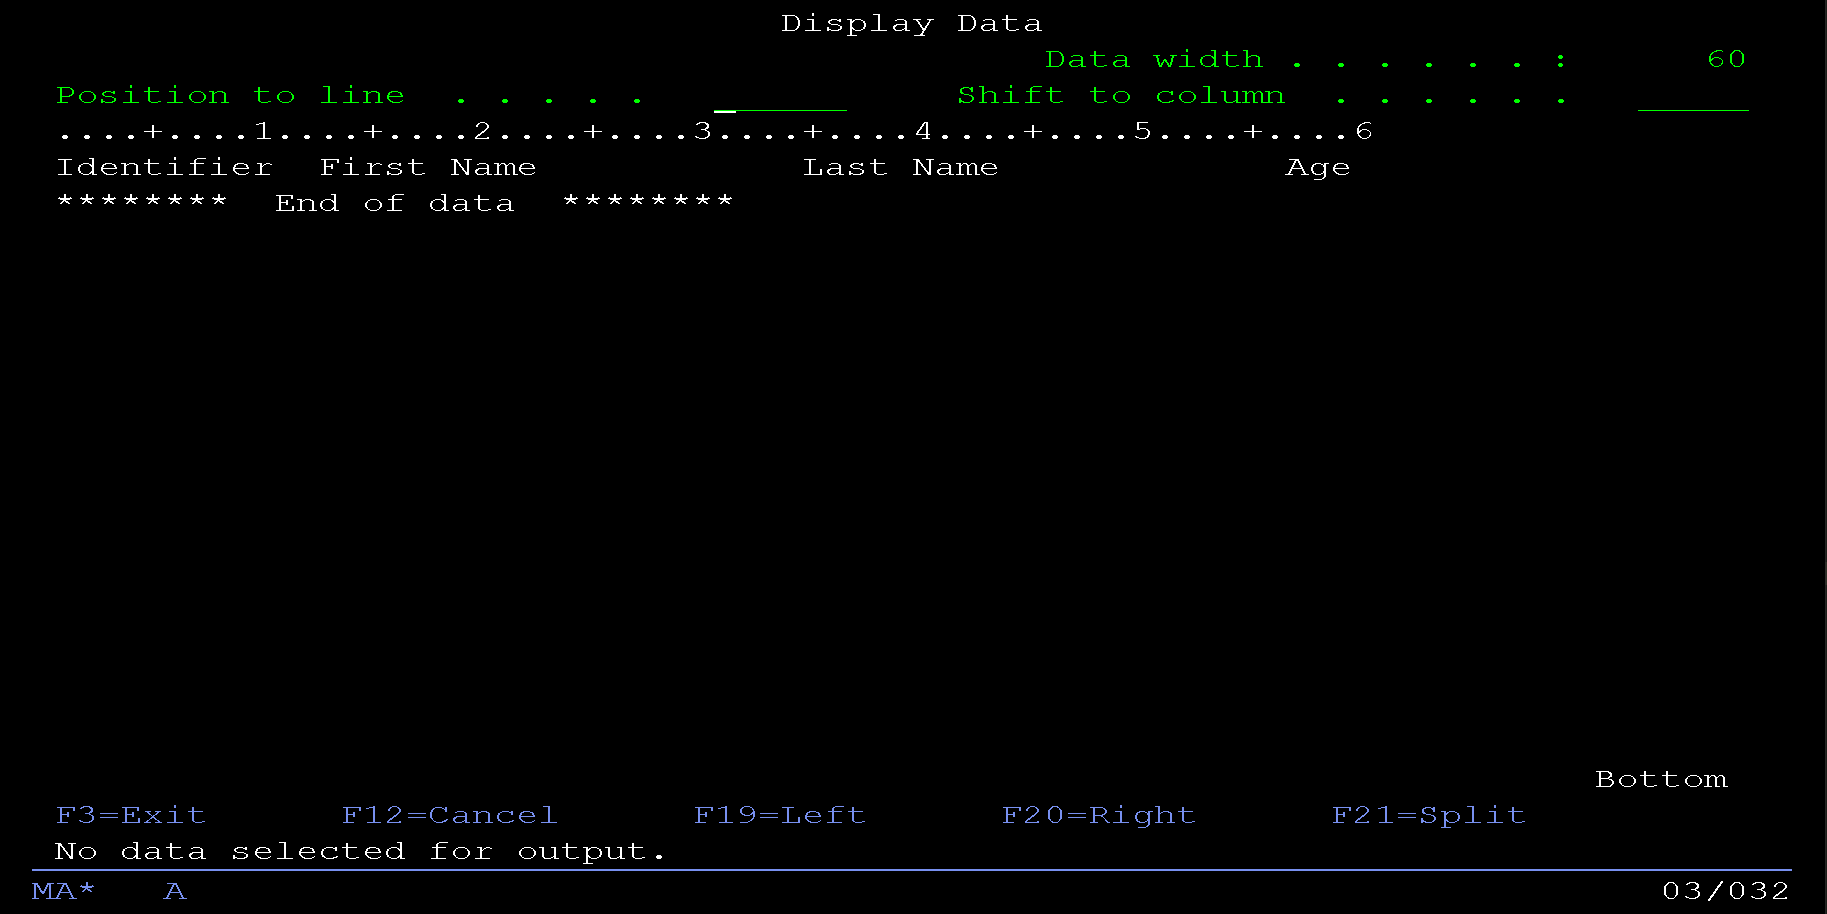 Display Data
Data width . . . . . . :      60
Position to line  . . . . .   ______     Shift to column  . . . . . .   _____
....+....1....+....2....+....3....+....4....+....5....+....6
Identifier  First Name            Last Name             Age
********  End of data  ********
Bottom
F3=Exit      F12=Cancel      F19=Left      F20=Right      F21=Split
No data selected for output.
MA*   A                                                                   03/032